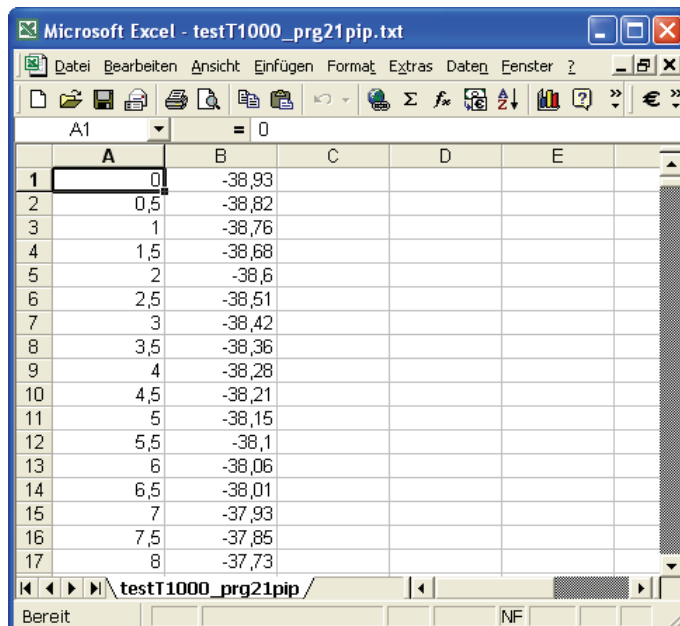 Microsoft Excel - testT1000_prg21pip.txt
Datei Bearbeiten Ansicht Einfügen Format Extras Daten Fenster ?
A1 = 0
A B C D E
1 0 -38,93
2 0,5 -38,82
3 1 -38,76
4 1,5 -38,68
5 2 -38,6
6 2,5 -38,51
7 3 -38,42
8 3,5 -38,36
9 4 -38,28
10 4,5 -38,21
11 5 -38,15
12 5,5 -38,1
13 6 -38,06
14 6,5 -38,01
15 7 -37,93
16 7,5 -37,85
17 8 -37,73
testT1000_prg21pip
Bereit NF